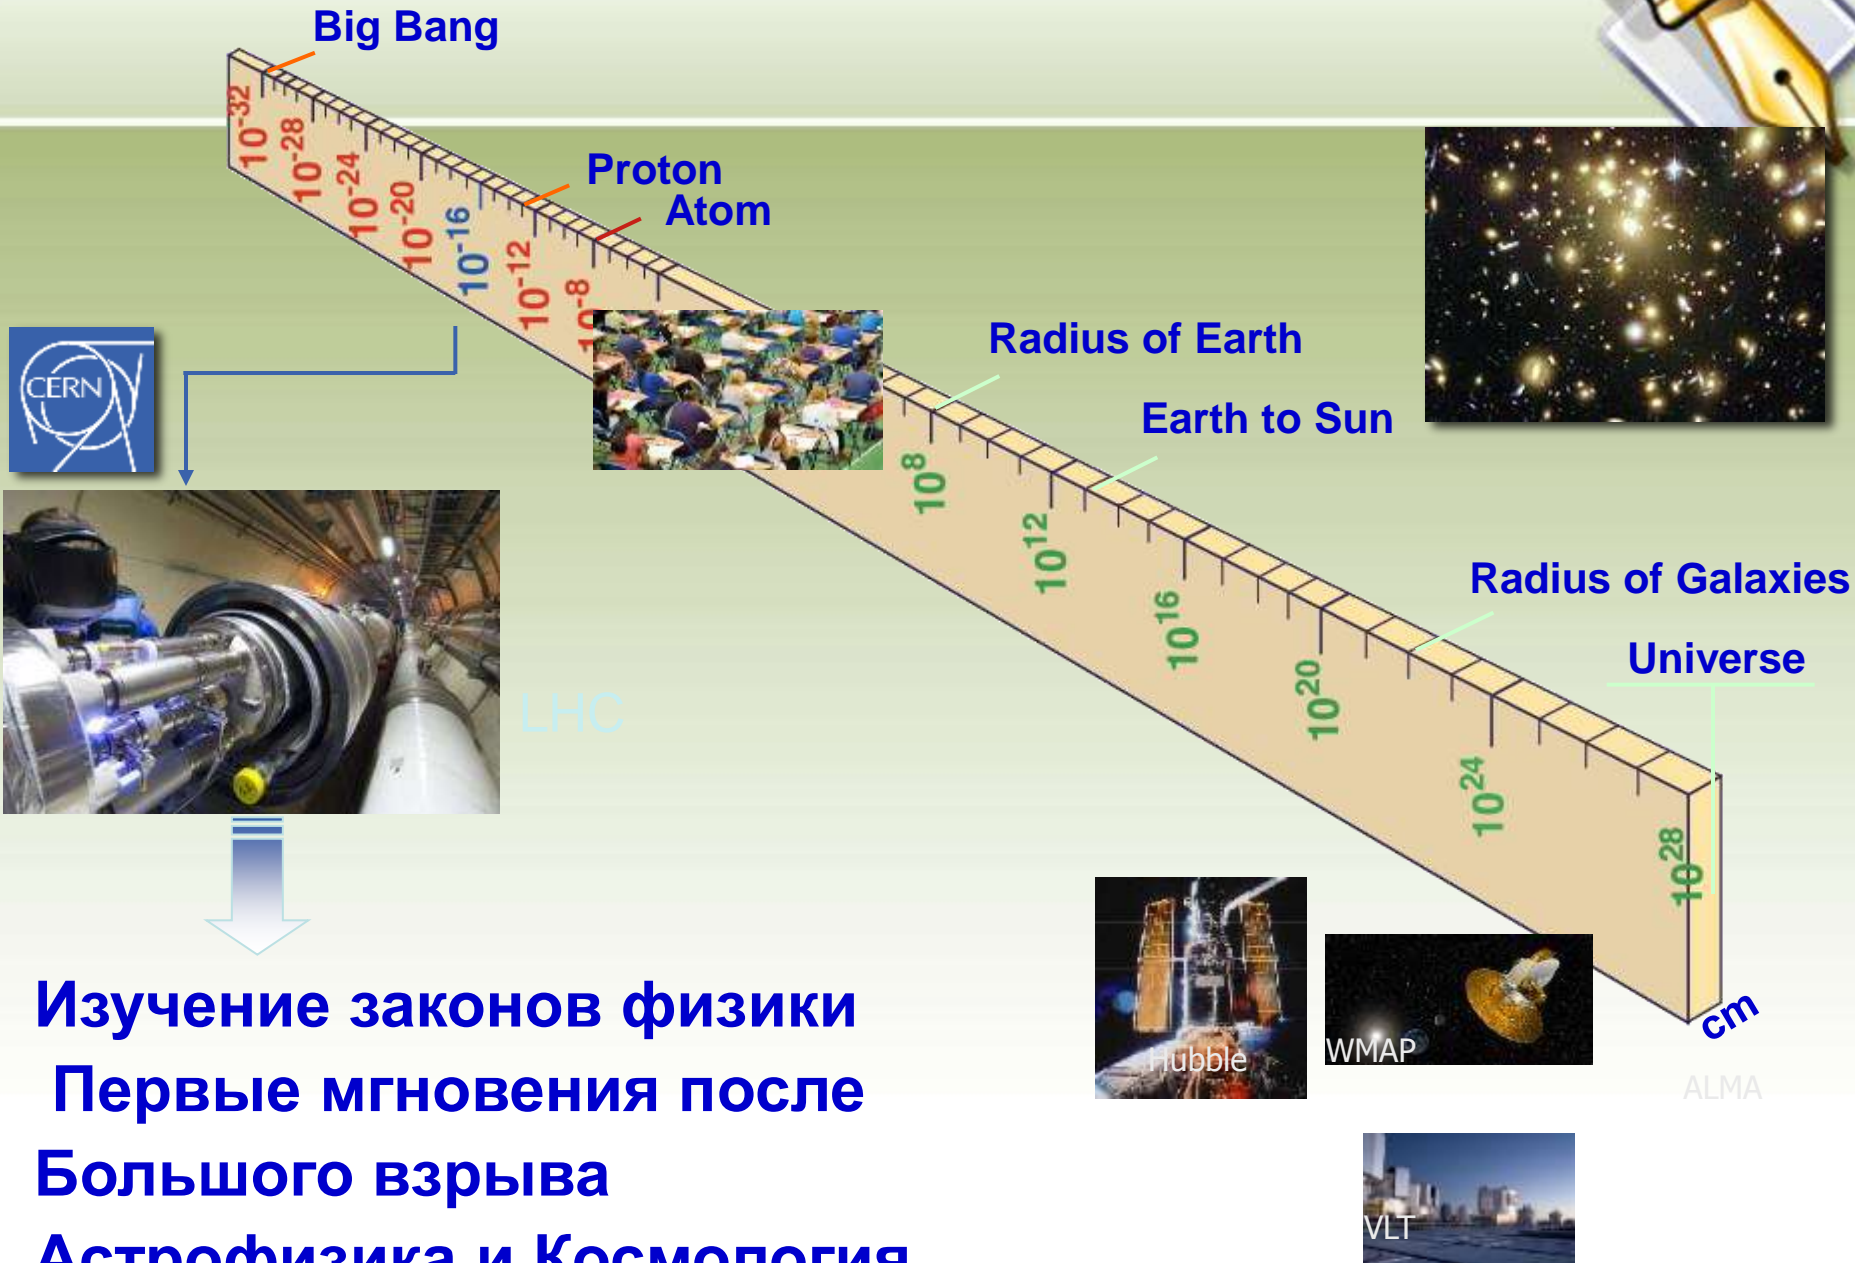 Big Bang
10-32
10-28
10-24
10-20
10-16
10-12
10-8
Proton
Atom
CERN
Radius of Earth
Earth to Sun
108
1012
1016
1020
1024
1028
Radius of Galaxies
Universe
LHC
cm
Hubble
WMAP
ALMA
VLT
Изучение законов физики
Первые мгновения после
Большого взрыва
Астрофизика и Космология